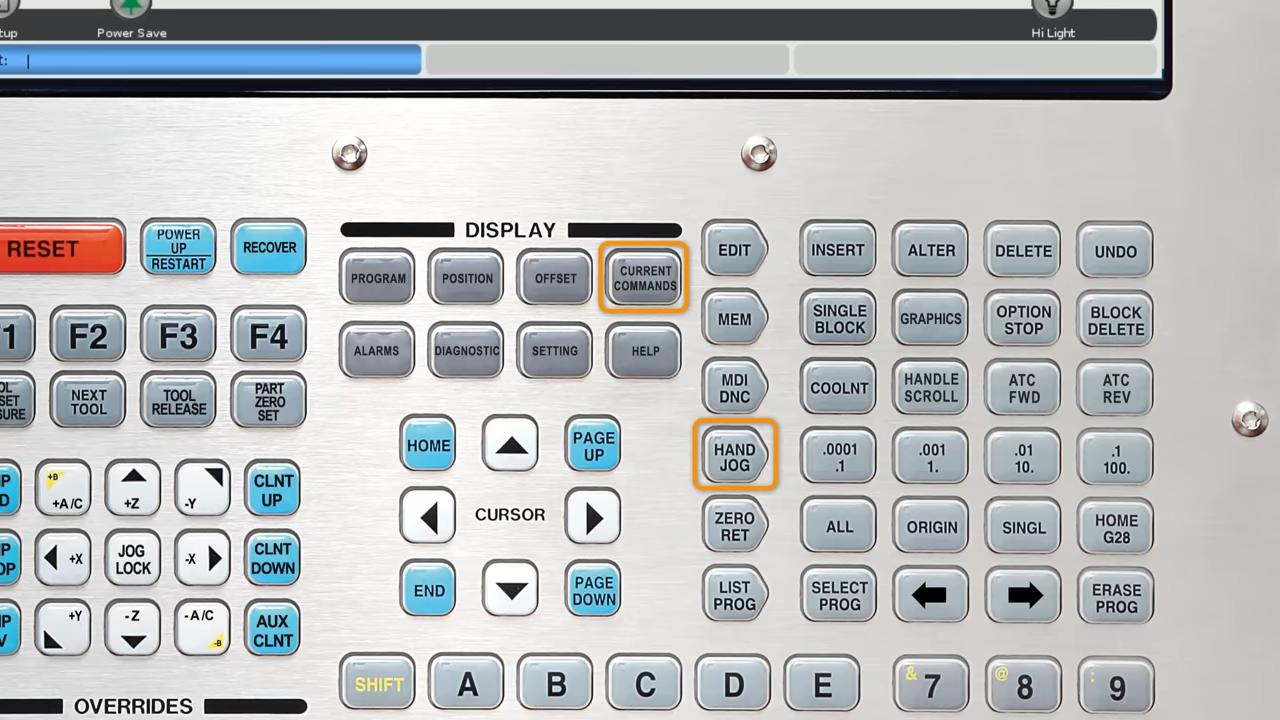 Power Save
Hi Light
RESET
POWER
UP
RESTART
RECOVER
DISPLAY
PROGRAM
POSITION
OFFSET
CURRENT
COMMANDS
EDIT
INSERT
ALTER
DELETE
UNDO
F2
F3
F4
ALARMS
DIAGNOSTIC
SETTING
HELP
MEM
SINGLE
BLOCK
GRAPHICS
OPTION
STOP
BLOCK
DELETE
NEXT
TOOL
TOOL
RELEASE
PART
ZERO
SET
MDI
DNC
COOLNT
HANDLE
SCROLL
ATC
FWD
ATC
REV
HOME
PAGE
UP
HAND
JOG
.0001
.1
.001
1.
.01
10.
.1
100.
+B
+A/C
+Z
-Y
CLNT
UP
CURSOR
ZERO
RET
ALL
ORIGIN
SINGL
HOME
G28
+X
JOG
LOCK
-X
CLNT
DOWN
END
PAGE
DOWN
LIST
PROG
SELECT
PROG
ERASE
PROG
+Y
-Z
-A/C
-B
AUX
CLNT
SHIFT
A
B
C
D
E
& 7
@ 8
: 9
OVERRIDES